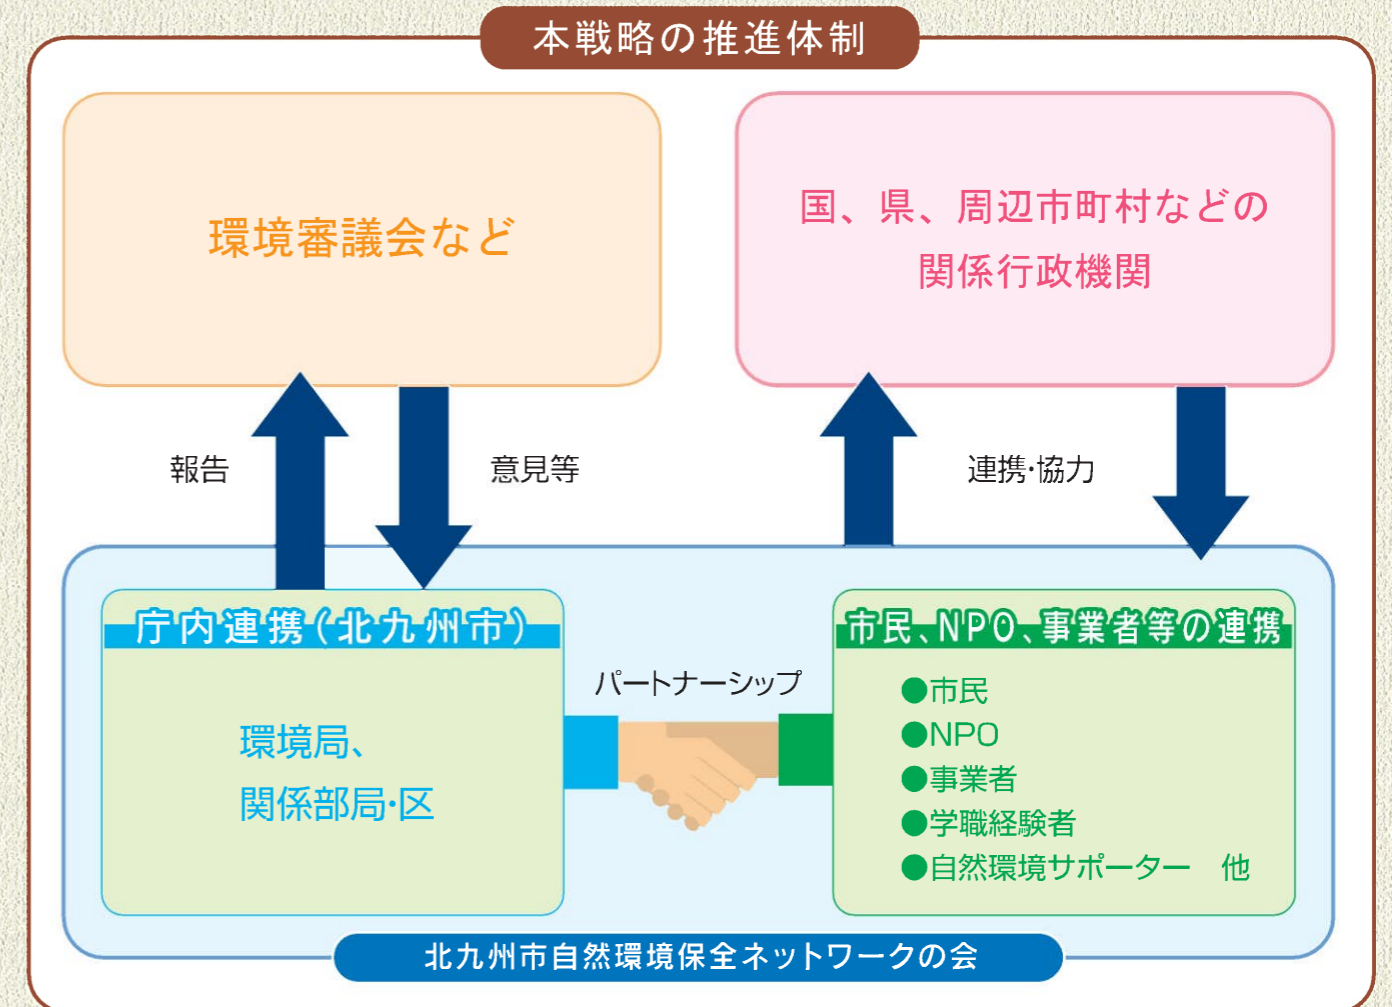 本戦略の推進体制
環境審議会など
国、県、周辺市町村などの
関係行政機関
報告
意見等
連携・協力
庁内連携(北九州市)
環境局、
関係部局・区
パートナーシップ
市民、NPO、事業者等の連携
●市民
●NPO
●事業者
●学職経験者
●自然環境サポーター　他
北九州市自然環境保全ネットワークの会